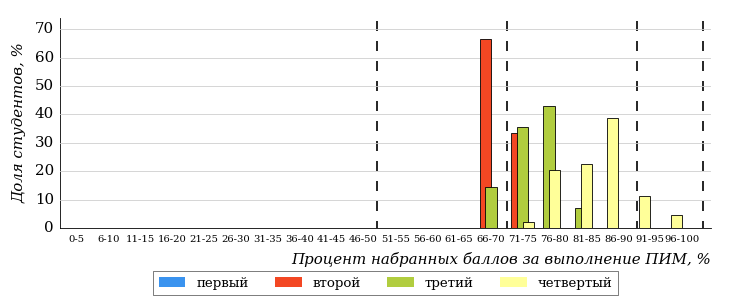 70
60
50
40
30
20
10
0
Доля студентов, %
0-5 6-10 11-15 16-20 21-25 26-30 31-35 36-40 41-45 46-50 51-55 56-60 61-65 66-70 71-75 76-80 81-85 86-90 91-95 96-100
Процент набранных баллов за выполнение ПИМ, %
первый второй третий четвертый